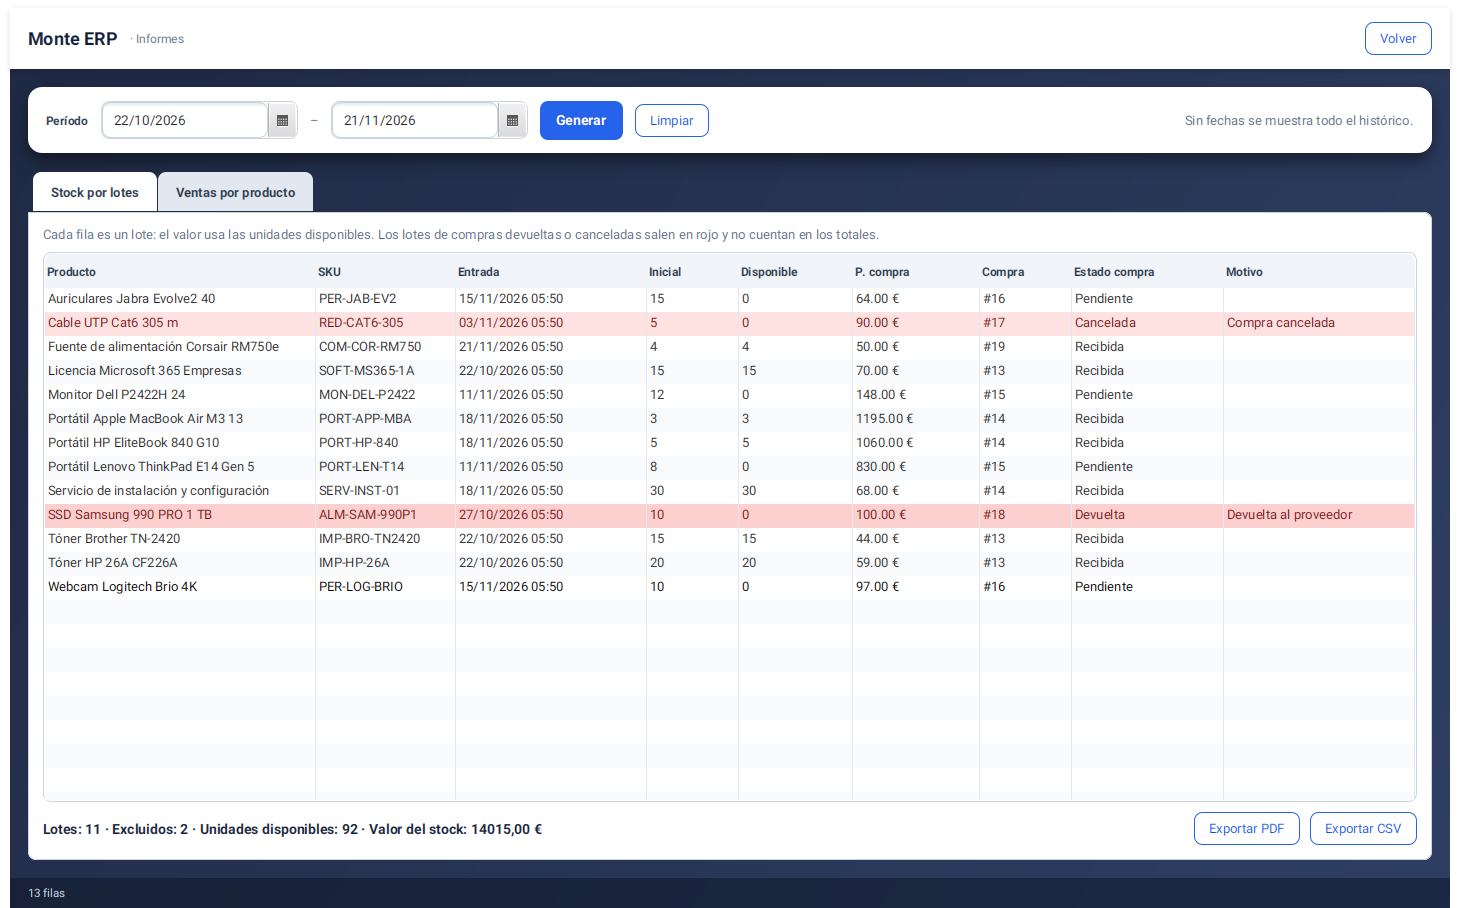 Monte ERP · Informes Volver
Período 22/10/2026 – 21/11/2026 Generar Limpiar Sin fechas se muestra todo el histórico.
Stock por lotes Ventas por producto
Cada fila es un lote: el valor usa las unidades disponibles. Los lotes de compras devueltas o canceladas salen en rojo y no cuentan en los totales.
Producto SKU Entrada Inicial Disponible P. compra Compra Estado compra Motivo
Auriculares Jabra Evolve2 40 PER-JAB-EV2 15/11/2026 05:50 15 0 64.00 € #16 Pendiente
Cable UTP Cat6 305 m RED-CAT6-305 03/11/2026 05:50 5 0 90.00 € #17 Cancelada Compra cancelada
Fuente de alimentación Corsair RM750e COM-COR-RM750 21/11/2026 05:50 4 4 50.00 € #19 Recibida
Licencia Microsoft 365 Empresas SOFT-MS365-1A 22/10/2026 05:50 15 15 70.00 € #13 Recibida
Monitor Dell P2422H 24 MON-DEL-P2422 11/11/2026 05:50 12 0 148.00 € #15 Pendiente
Portátil Apple MacBook Air M3 13 PORT-APP-MBA 18/11/2026 05:50 3 3 1195.00 € #14 Recibida
Portátil HP EliteBook 840 G10 PORT-HP-840 18/11/2026 05:50 5 5 1060.00 € #14 Recibida
Portátil Lenovo ThinkPad E14 Gen 5 PORT-LEN-T14 11/11/2026 05:50 8 0 830.00 € #15 Pendiente
Servicio de instalación y configuración SERV-INST-01 18/11/2026 05:50 30 30 68.00 € #14 Recibida
SSD Samsung 990 PRO 1 TB ALM-SAM-990P1 27/10/2026 05:50 10 0 100.00 € #18 Devuelta Devuelta al proveedor
Tóner Brother TN-2420 IMP-BRO-TN2420 22/10/2026 05:50 15 15 44.00 € #13 Recibida
Tóner HP 26A CF226A IMP-HP-26A 22/10/2026 05:50 20 20 59.00 € #13 Recibida
Webcam Logitech Brio 4K PER-LOG-BRIO 15/11/2026 05:50 10 0 97.00 € #16 Pendiente
Lotes: 11 · Excluidos: 2 · Unidades disponibles: 92 · Valor del stock: 14015,00 € Exportar PDF Exportar CSV
13 filas